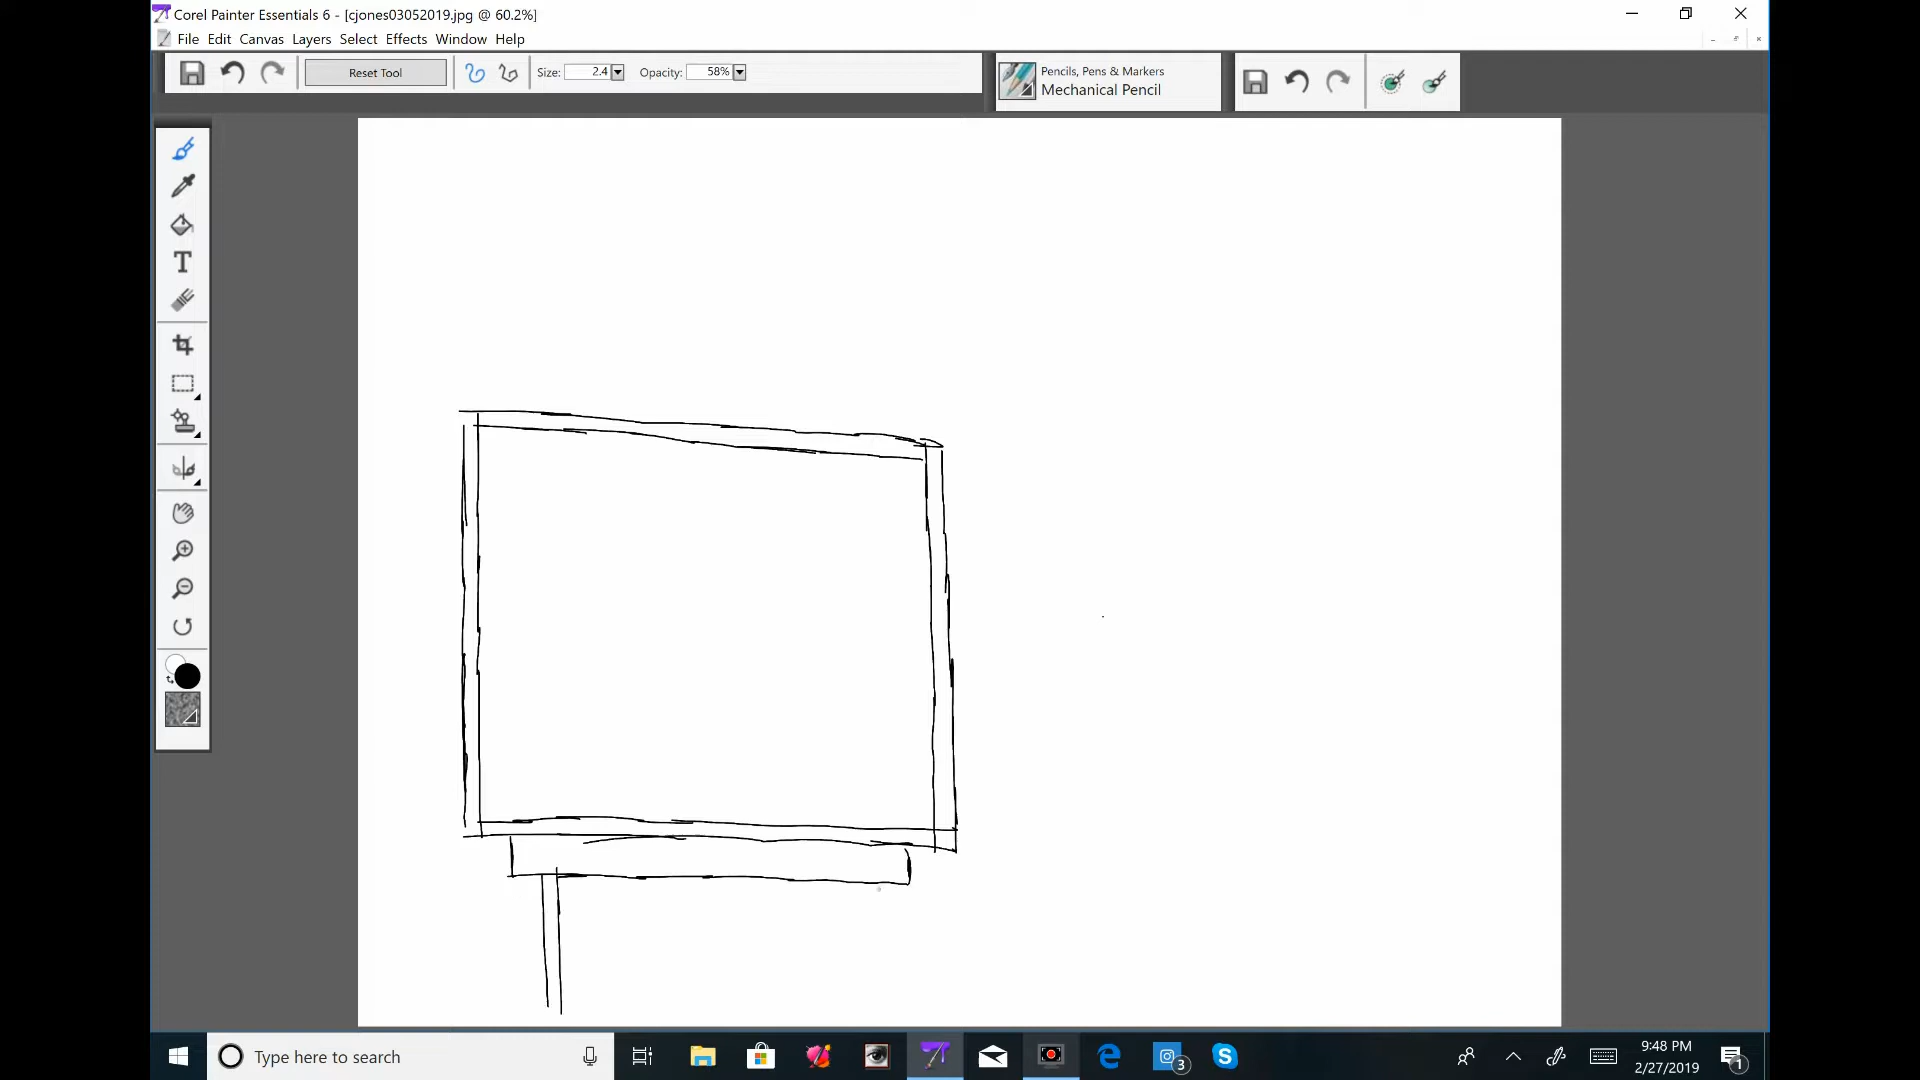 Corel Painter Essentials 6 - [cjones03052019.jpg @ 60.2%]
File Edit Canvas Layers Select Effects Window Help
Reset Tool
Size: 2.4
Opacity: 58%
Pencils, Pens & Markers
Mechanical Pencil
T
Type here to search
3
9:48 PM
2/27/2019
1